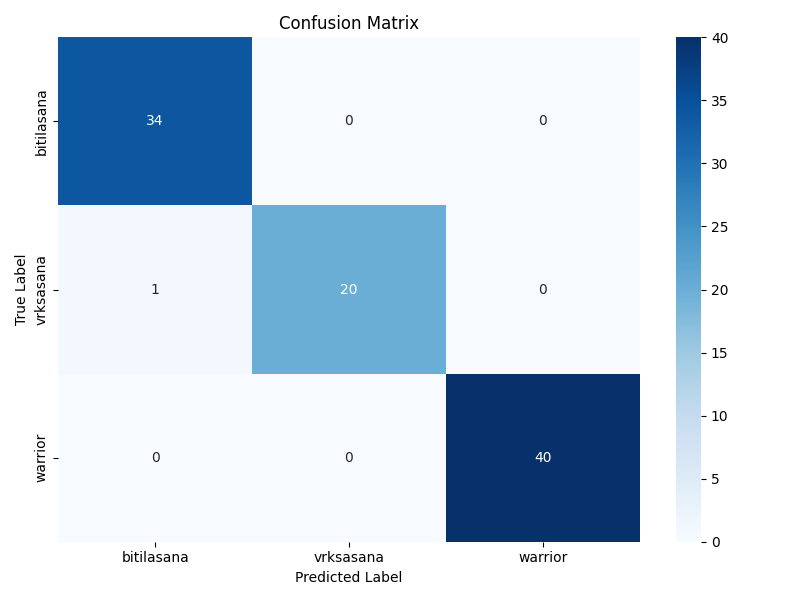 Confusion Matrix
True Label
bitilasana
34 0 0
vrksasana
1 20 0
warrior
0 0 40
bitilasana vrksasana warrior
Predicted Label
40
35
30
25
20
15
10
5
0